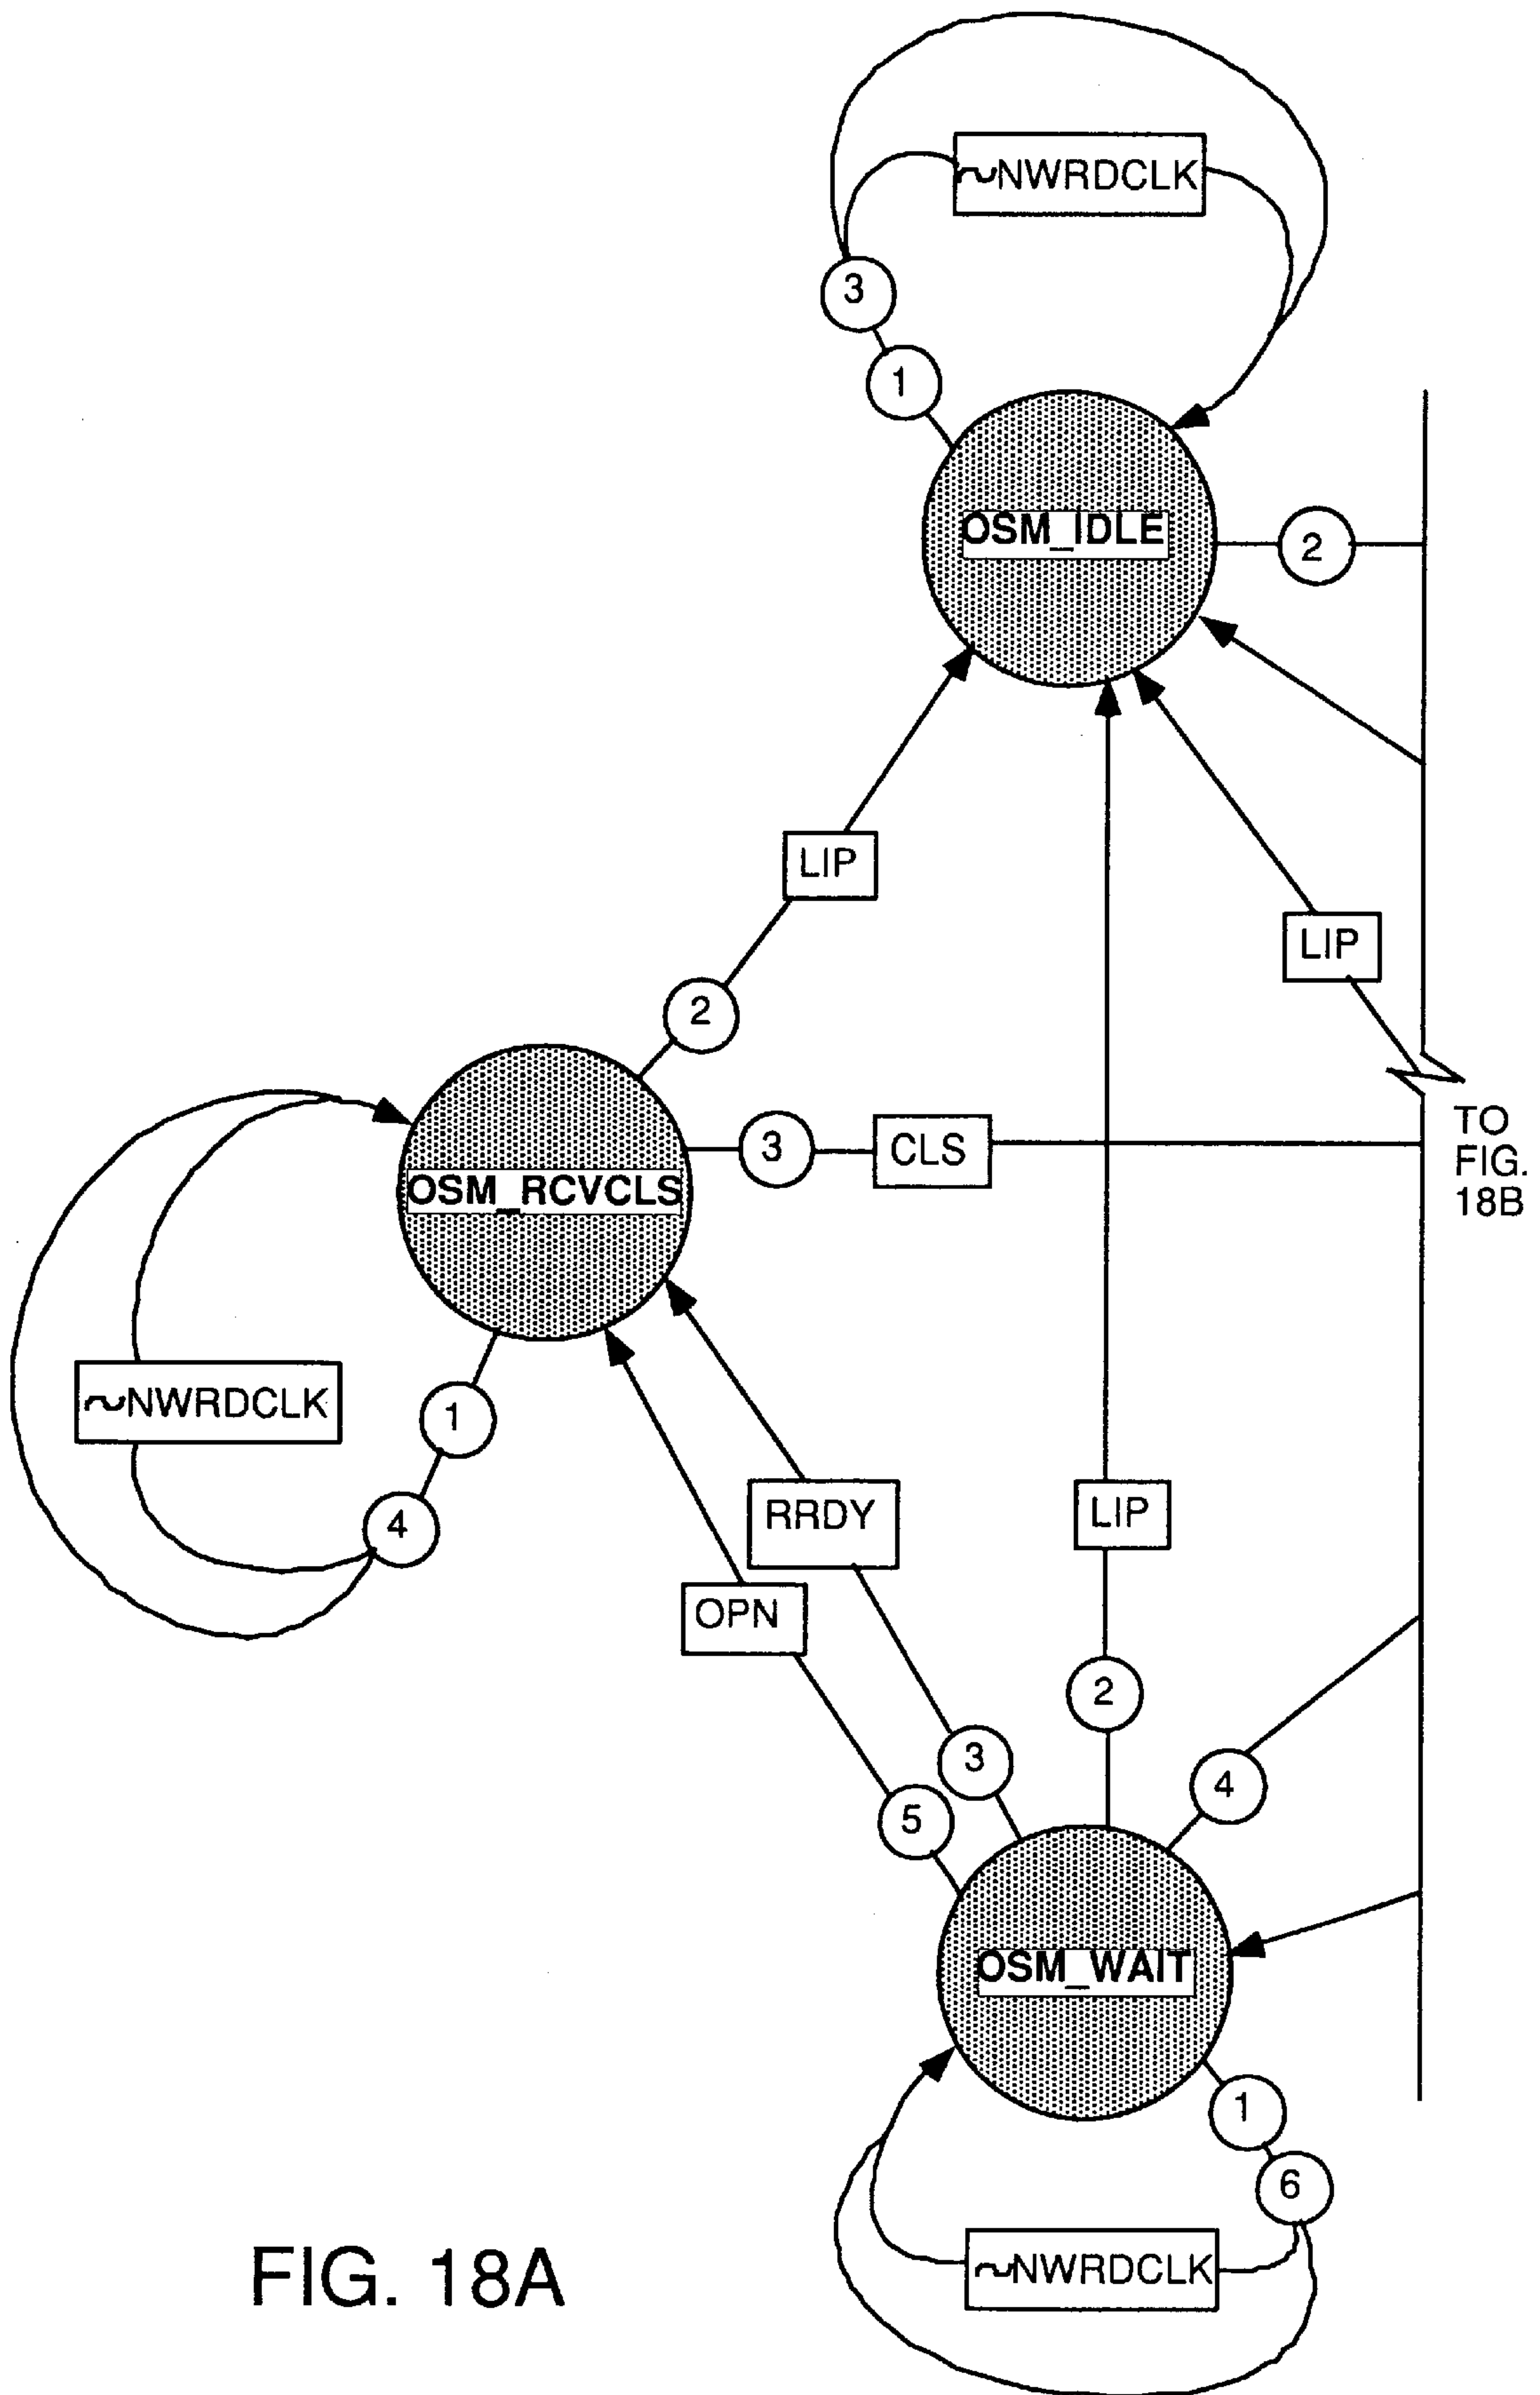 ~NWRDCLK
3
1
OSM_IDLE
2
LIP
LIP
2
TO
FIG.
18B
3
CLS
OSM_RCVCLS
~NWRDCLK
1
4
RRDY
LIP
OPN
2
3
4
5
OSM_WAIT
1
6
~NWRDCLK
FIG. 18A